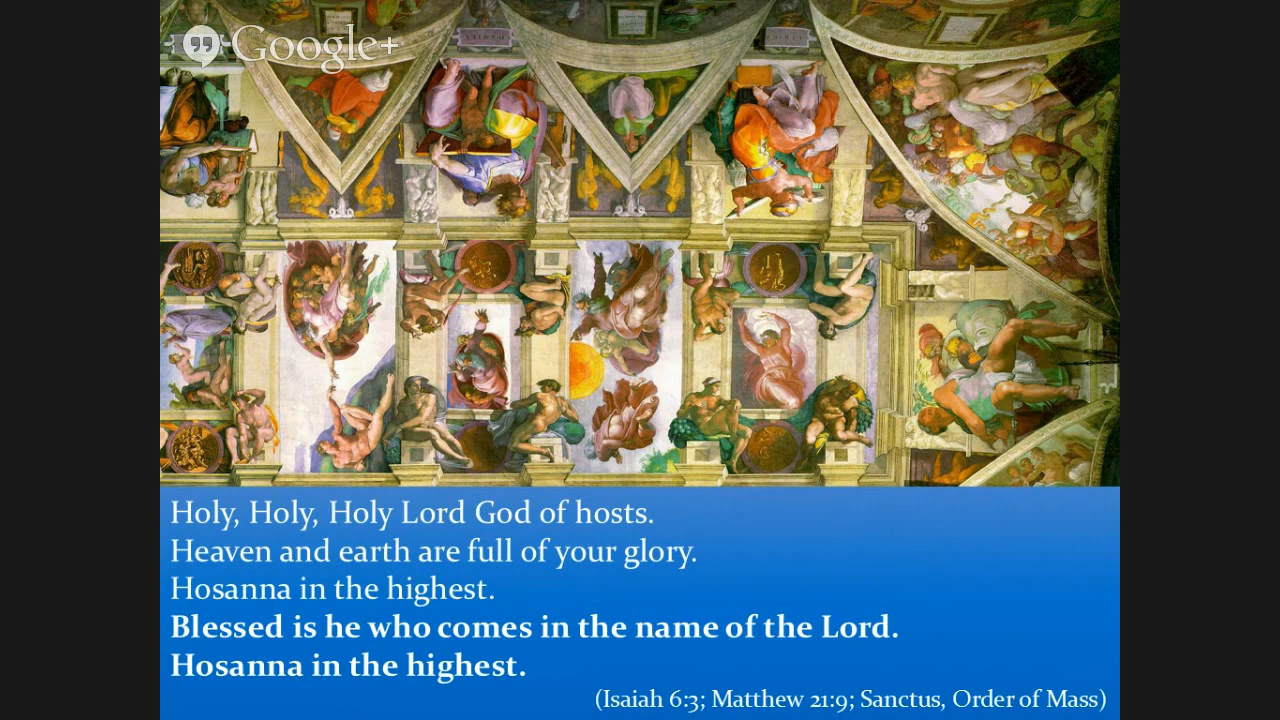 Google+
Holy, Holy, Holy Lord God of hosts.
Heaven and earth are full of your glory.
Hosanna in the highest.
Blessed is he who comes in the name of the Lord.
Hosanna in the highest.
(Isaiah 6:3; Matthew 21:9; Sanctus, Order of Mass)